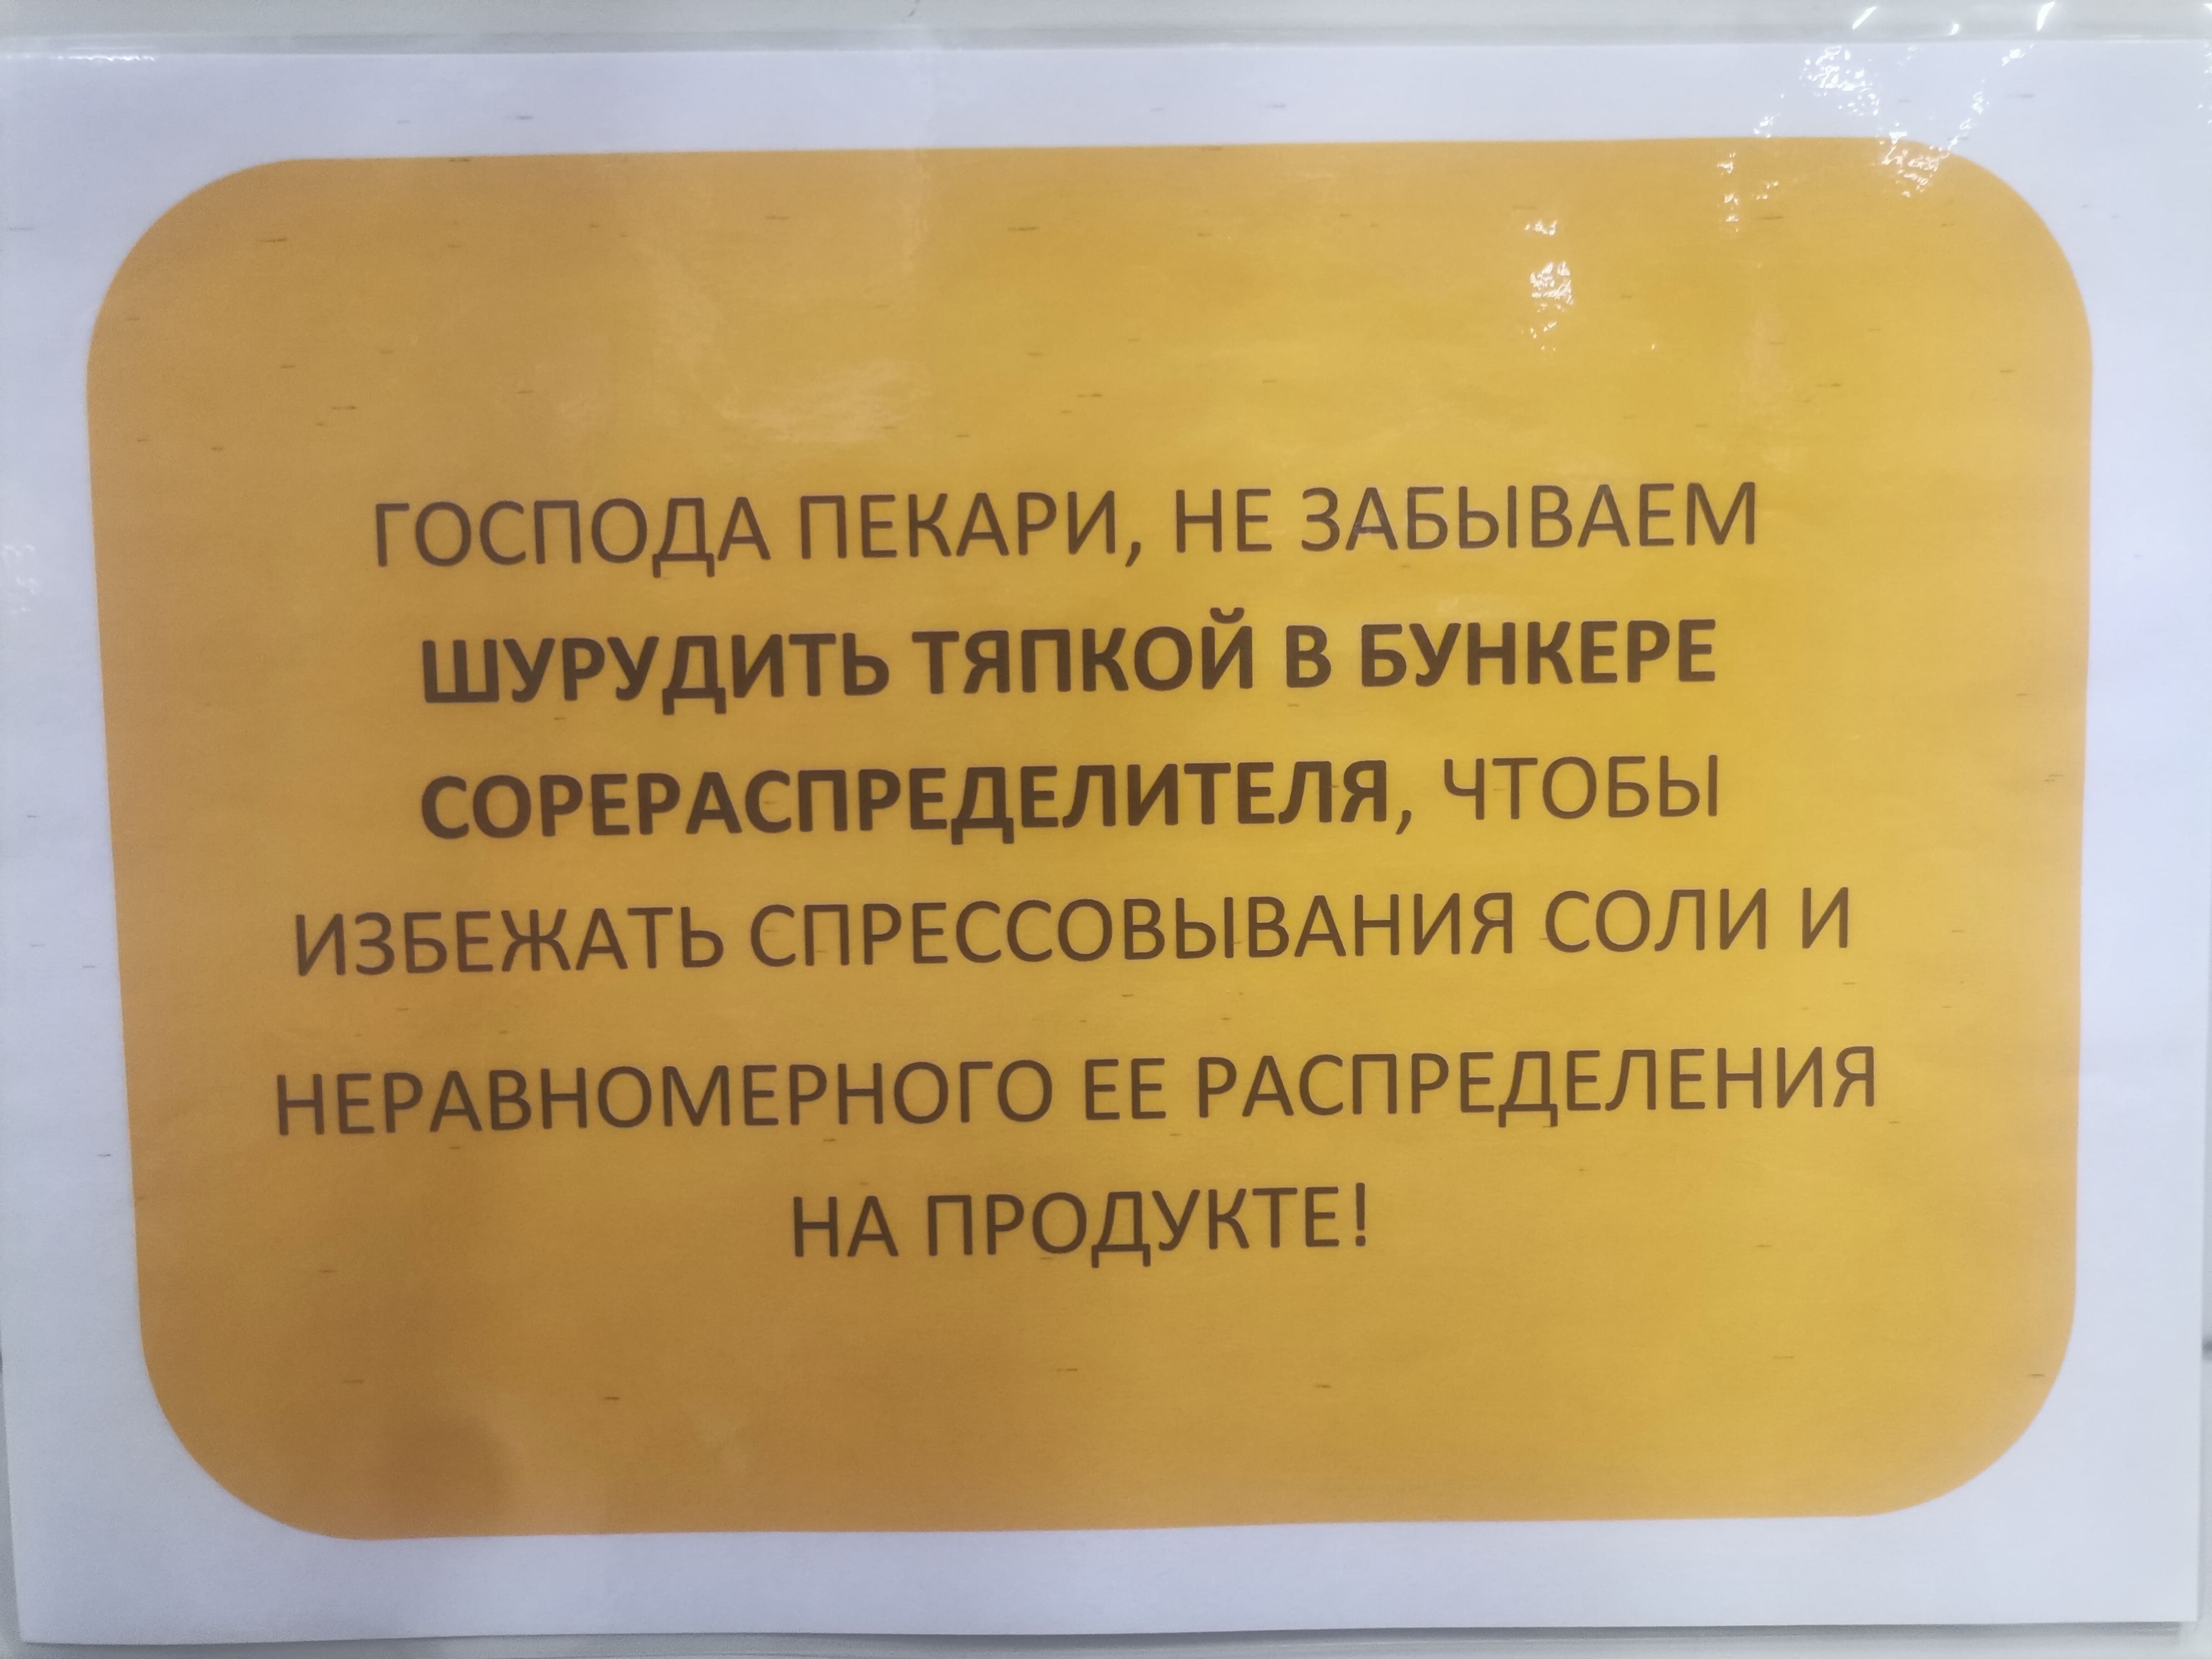 ГОСПОДА ПЕКАРИ, НЕ ЗАБЫВАЕМ
ШУРУДИТЬ ТЯПКОЙ В БУНКЕРЕ
СОРЕРАСПРЕДЕЛИТЕЛЯ, ЧТОБЫ
ИЗБЕЖАТЬ СПРЕССОВЫВАНИЯ СОЛИ И
НЕРАВНОМЕРНОГО ЕЕ РАСПРЕДЕЛЕНИЯ
НА ПРОДУКТЕ!